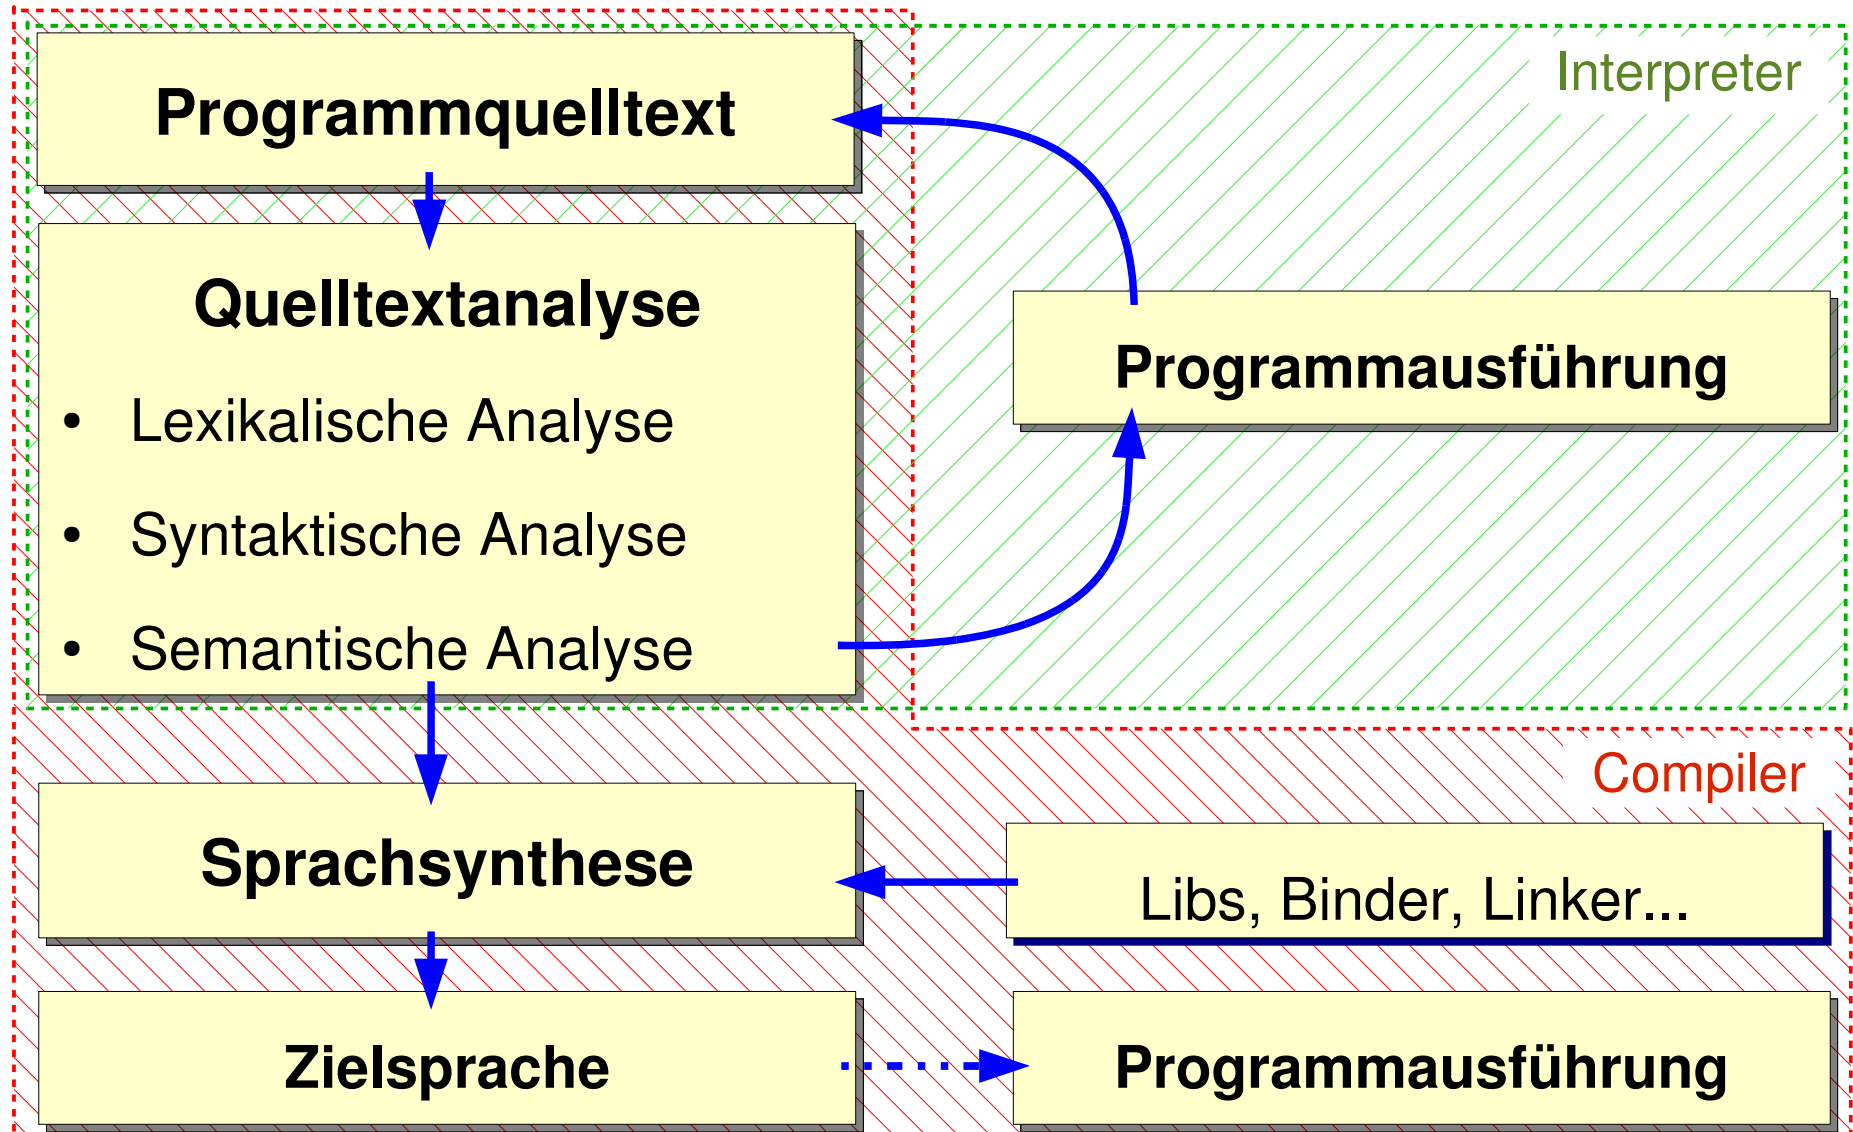 Interpreter
Programmquelltext
Quelltextanalyse
• Lexikalische Analyse
• Syntaktische Analyse
• Semantische Analyse
Programmausführung
Compiler
Sprachsynthese
Libs, Binder, Linker...
Zielsprache
Programmausführung